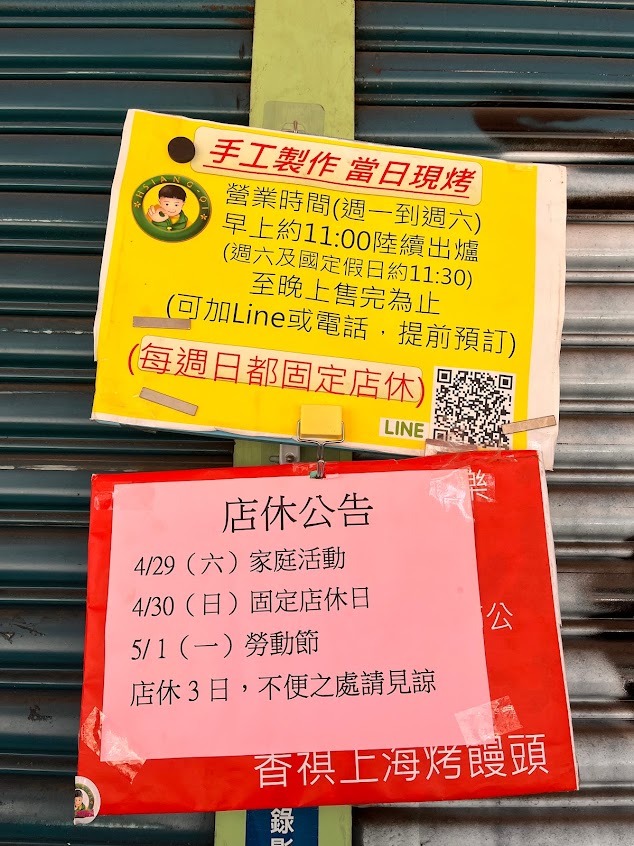 手工製作 當日現烤
HSIANG-QI
營業時間(週一到週六)
早上約11:00陸續出爐
(週六及國定假日約11:30)
至晚上售完為止
(可加Line或電話，提前預訂)
(每週日都固定店休)
LINE
樂
店休公告
4/29（六）家庭活動
4/30（日）固定店休日
5/1（一）勞動節
店休3日，不便之處請見諒
公
香祺上海烤饅頭
錄影